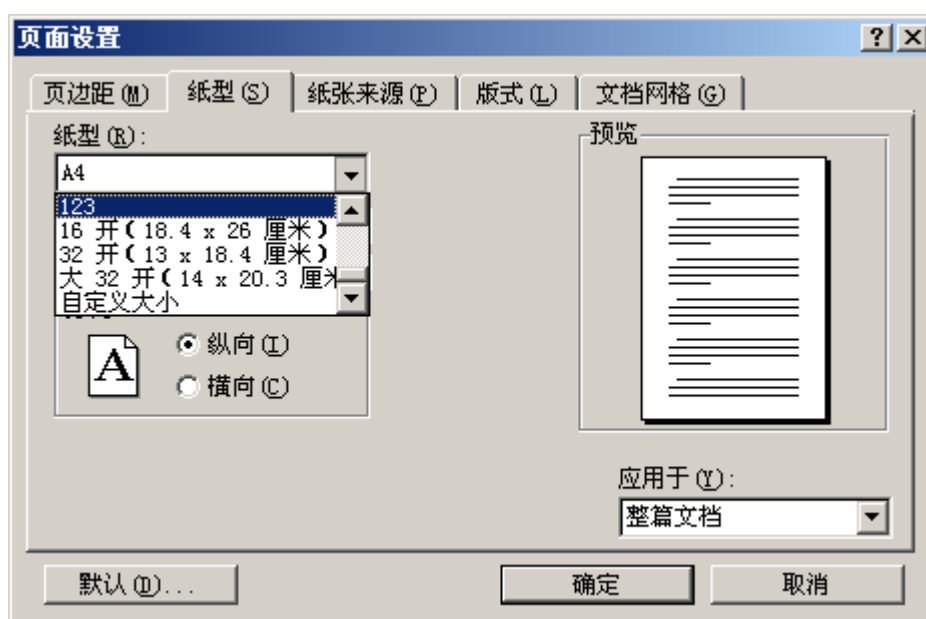 页面设置
页边距(M) 纸型(S) 纸张来源(P) 版式(L) 文档网格(G)
纸型(R):
A4
123
16 开(18.4 x 26 厘米)
32 开(13 x 18.4 厘米)
大 32 开(14 x 20.3 厘
自定义大小
A
纵向(I)
横向(C)
预览
应用于(Y):
整篇文档
默认(D)...
确定
取消